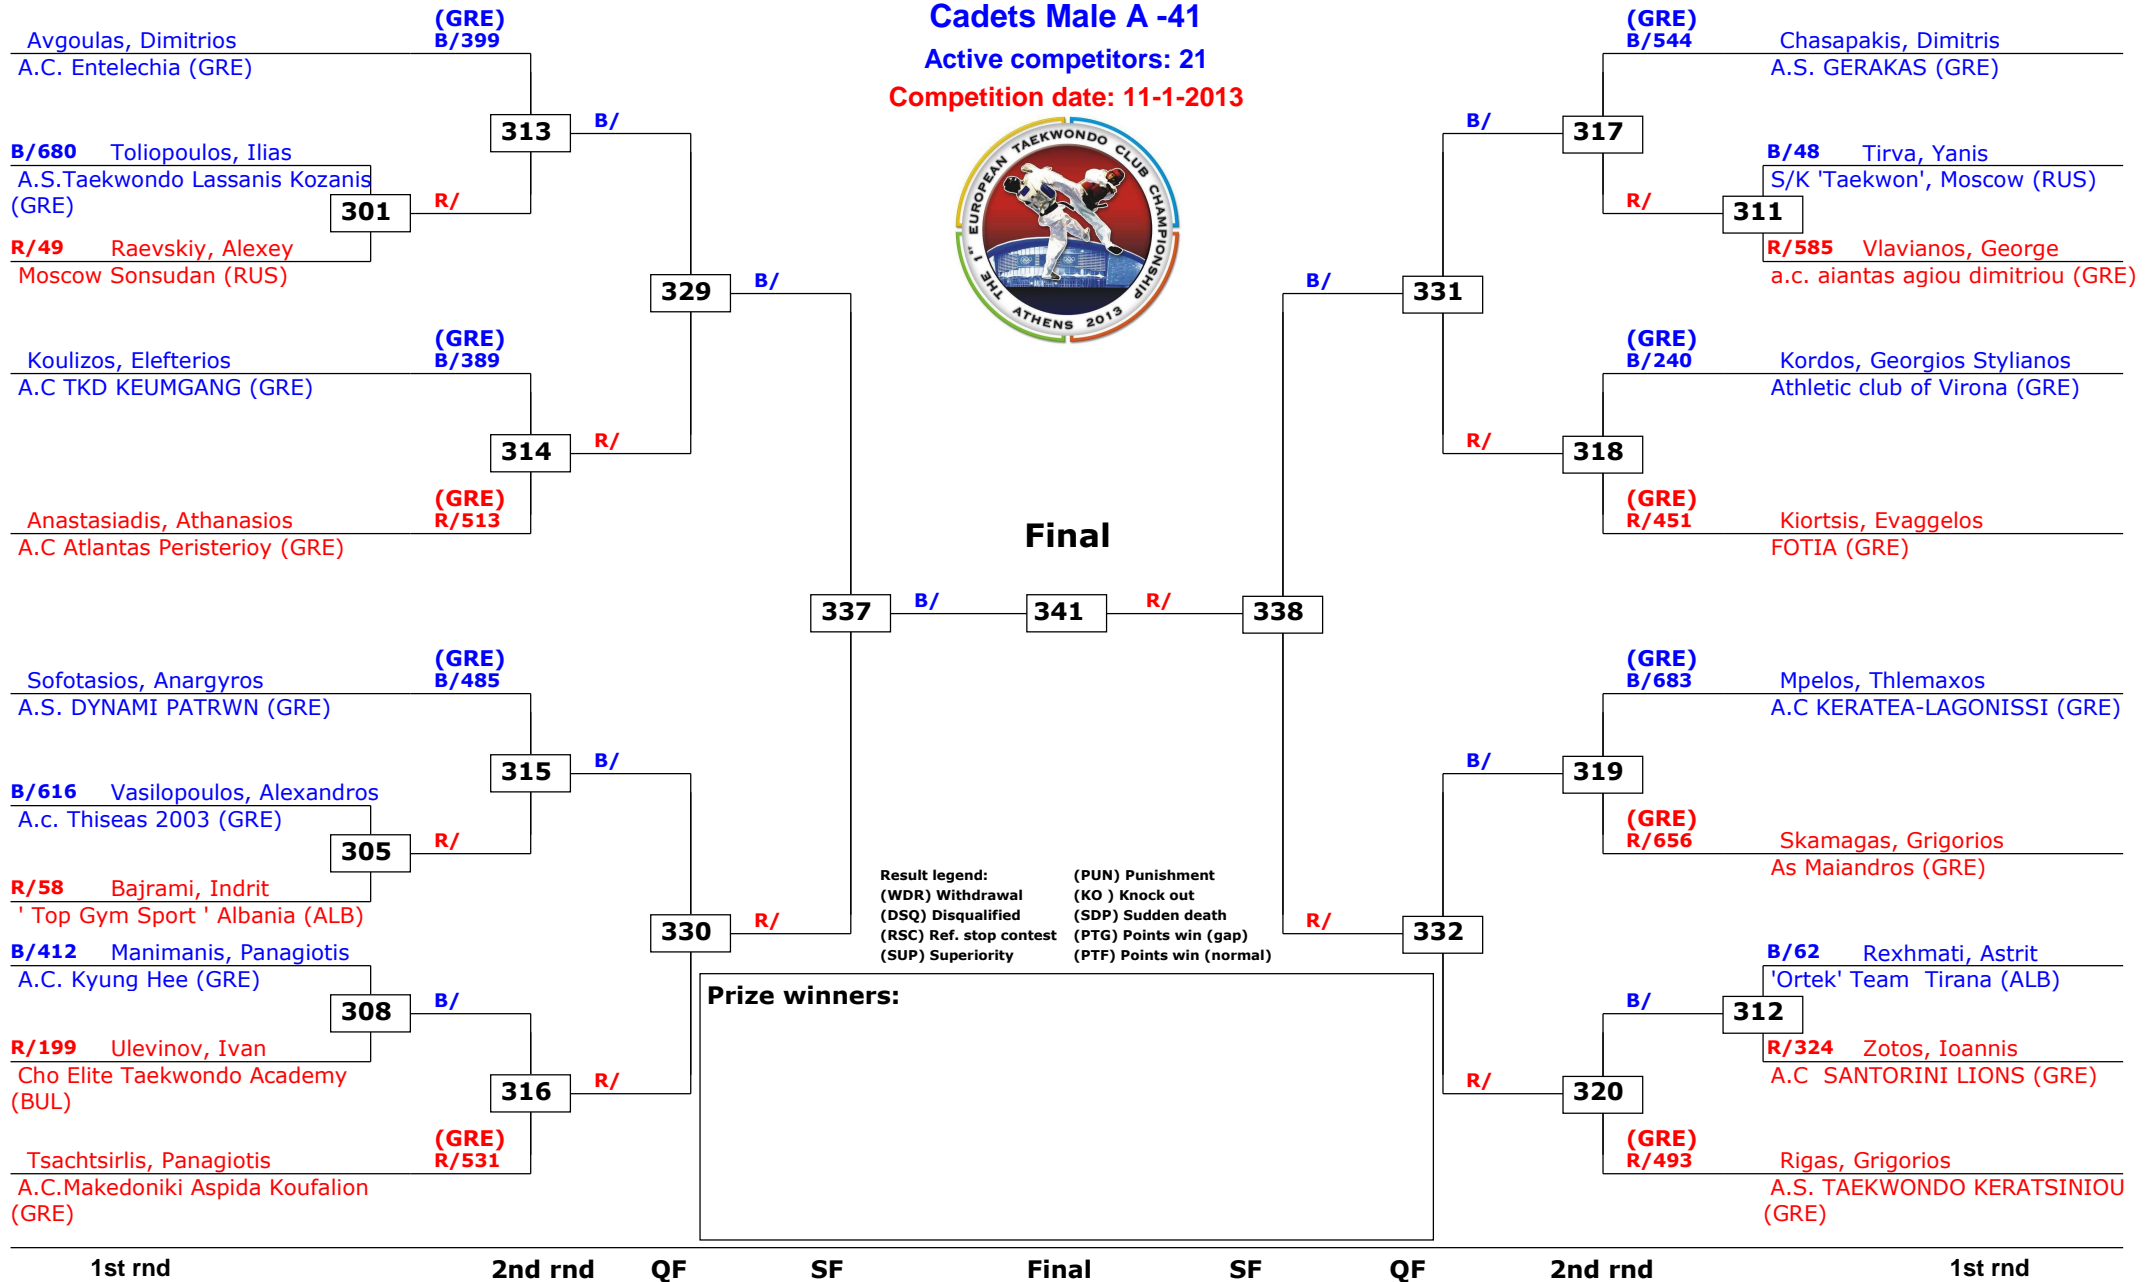 Cadets Male A -41
Active competitors: 21
Competition date: 11-1-2013
THE 1st EUROPEAN TAEKWONDO CLUB CHAMPIONSHIP
ATHENS 2013
(GRE)
Avgoulas, Dimitrios B/399
A.C. Entelechia (GRE)
313 B/
B/680 Toliopoulos, Ilias
A.S.Taekwondo Lassanis Kozanis
(GRE)
301 R/
R/49 Raevskiy, Alexey
Moscow Sonsudan (RUS)
329 B/
(GRE)
Koulizos, Elefterios B/389
A.C TKD KEUMGANG (GRE)
314 R/
(GRE)
Anastasiadis, Athanasios R/513
A.C Atlantas Peristerioy (GRE)
337 B/
(GRE)
Sofotasios, Anargyros B/485
A.S. DYNAMI PATRWN (GRE)
315 B/
B/616 Vasilopoulos, Alexandros
A.c. Thiseas 2003 (GRE)
305 R/
R/58 Bajrami, Indrit
' Top Gym Sport ' Albania (ALB)
330 R/
B/412 Manimanis, Panagiotis
A.C. Kyung Hee (GRE)
308 B/
R/199 Ulevinov, Ivan
Cho Elite Taekwondo Academy
(BUL)
316 R/
(GRE)
Tsachtsirlis, Panagiotis R/531
A.C.Makedoniki Aspida Koufalion
(GRE)
Final
341
(GRE)
B/544 Chasapakis, Dimitris
A.S. GERAKAS (GRE)
B/ 317
B/48 Tirva, Yanis
S/K 'Taekwon', Moscow (RUS)
R/ 311
R/585 Vlavianos, George
a.c. aiantas agiou dimitriou (GRE)
B/ 331
(GRE)
B/240 Kordos, Georgios Stylianos
Athletic club of Virona (GRE)
R/ 318
(GRE)
R/451 Kiortsis, Evaggelos
FOTIA (GRE)
R/ 338
(GRE)
B/683 Mpelos, Thlemaxos
A.C KERATEA-LAGONISSI (GRE)
B/ 319
(GRE)
R/656 Skamagas, Grigorios
As Maiandros (GRE)
R/ 332
B/62 Rexhmati, Astrit
'Ortek' Team  Tirana (ALB)
B/ 312
R/324 Zotos, Ioannis
A.C  SANTORINI LIONS (GRE)
R/ 320
(GRE)
R/493 Rigas, Grigorios
A.S. TAEKWONDO KERATSINIOU
(GRE)
Result legend: (PUN) Punishment
(WDR) Withdrawal (KO ) Knock out
(DSQ) Disqualified (SDP) Sudden death
(RSC) Ref. stop contest (PTG) Points win (gap)
(SUP) Superiority (PTF) Points win (normal)
Prize winners:
1st rnd 2nd rnd QF SF Final SF QF 2nd rnd 1st rnd